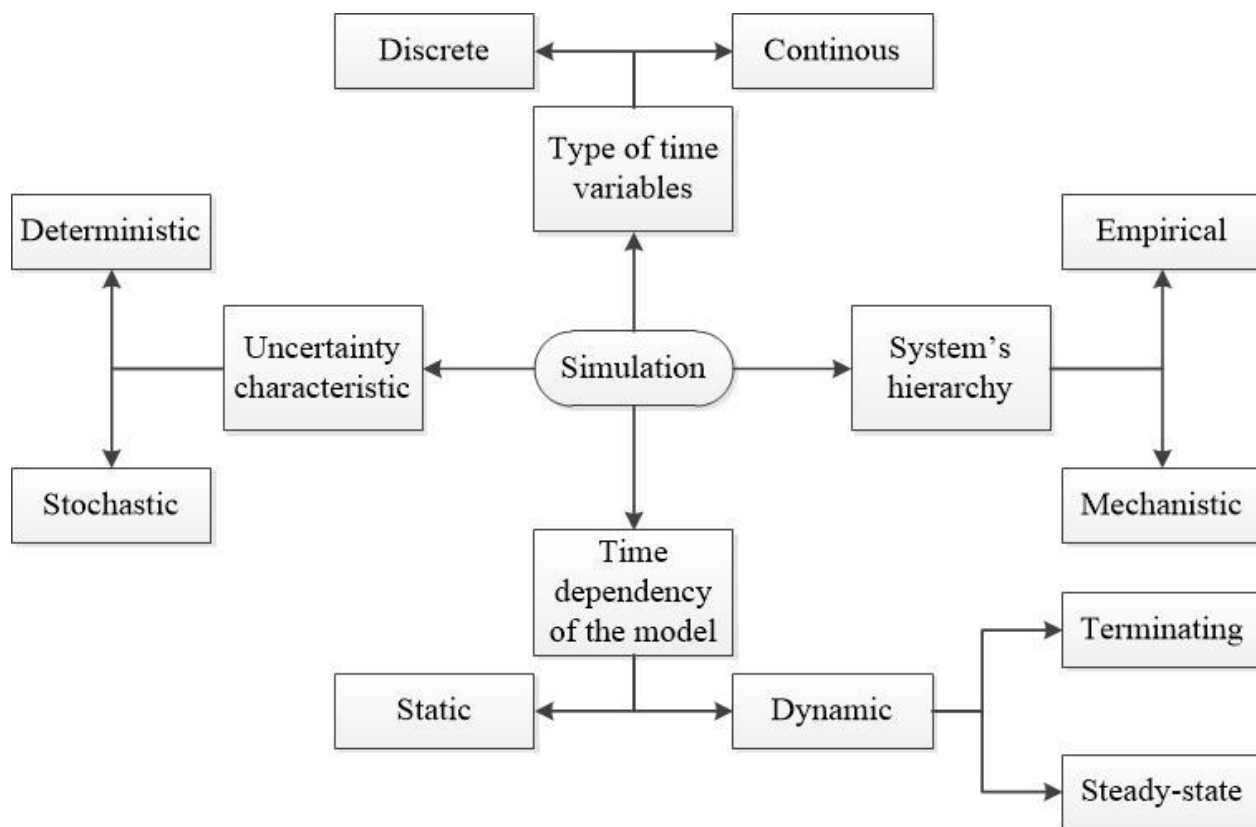 Discrete
Continous
Type of time
variables
Deterministic
Empirical
Uncertainty
characteristic
Simulation
System's
hierarchy
Stochastic
Mechanistic
Time
dependency
of the model
Terminating
Static
Dynamic
Steady-state